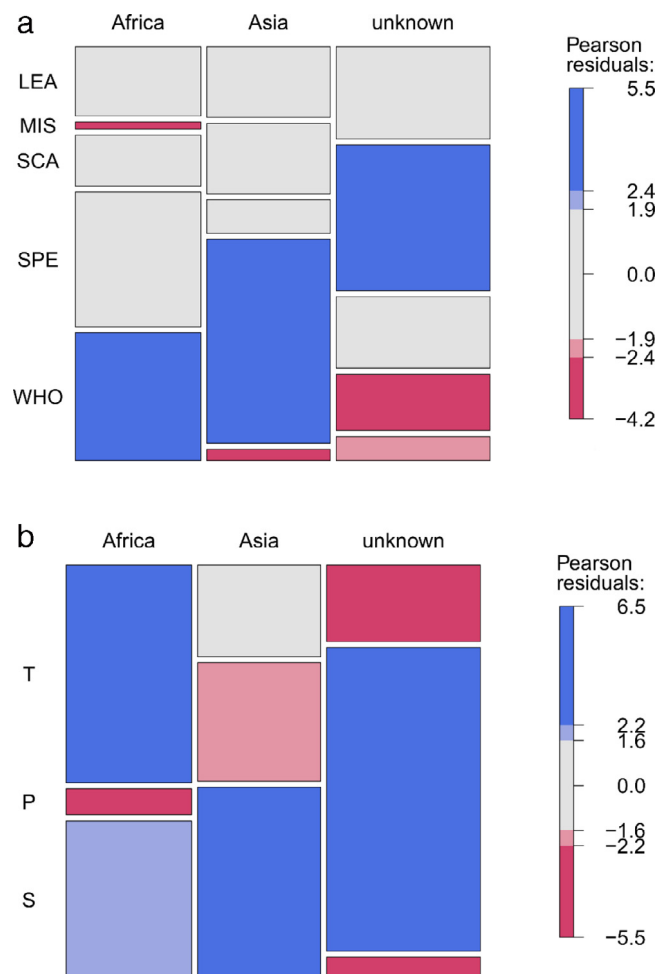 a
Africa Asia unknown
LEA
MIS
SCA
SPE
WHO
Pearson
residuals:
5.5
2.4
1.9
0.0
−1.9
−2.4
−4.2
b
Africa Asia unknown
T
P
S
Pearson
residuals:
6.5
2.2
1.6
0.0
−1.6
−2.2
−5.5